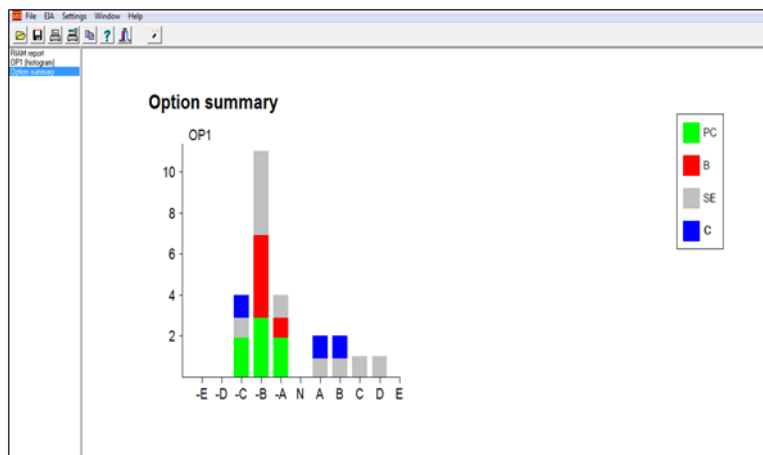 File EIA Settings Window Help
RIAM report
OP1 (histogram)
Option summary
Option summary
OP1
10
8
6
4
2
-E -D -C -B -A N A B C D E
PC
B
SE
C